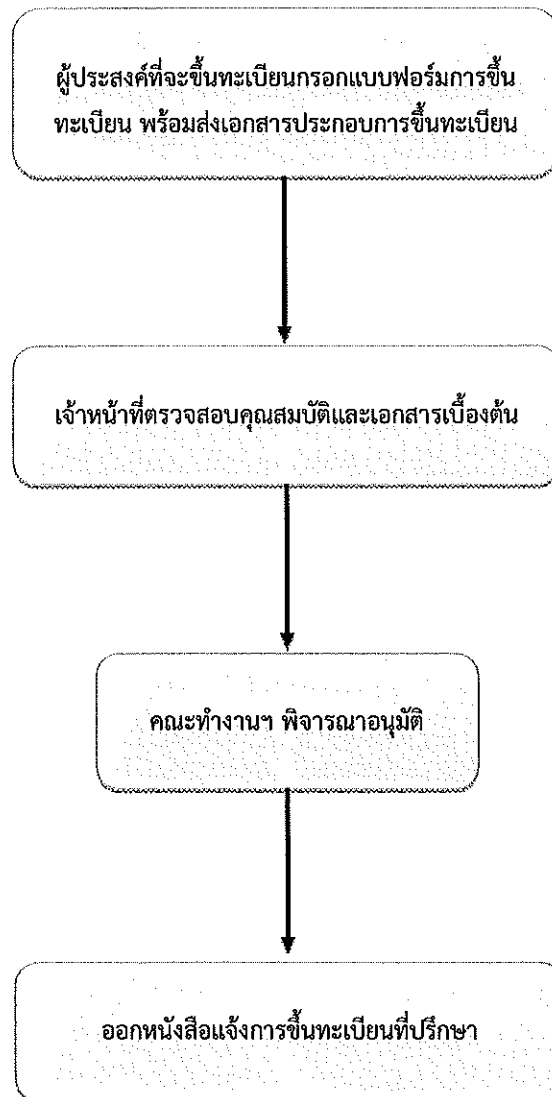 ผู้ประสงค์ที่จะขึ้นทะเบียนกรอกแบบฟอร์มการขึ้น
ทะเบียน พร้อมส่งเอกสารประกอบการขึ้นทะเบียน
เจ้าหน้าที่ตรวจสอบคุณสมบัติและเอกสารเบื้องต้น
คณะทำงานฯ พิจารณาอนุมัติ
ออกหนังสือแจ้งการขึ้นทะเบียนที่ปรึกษา